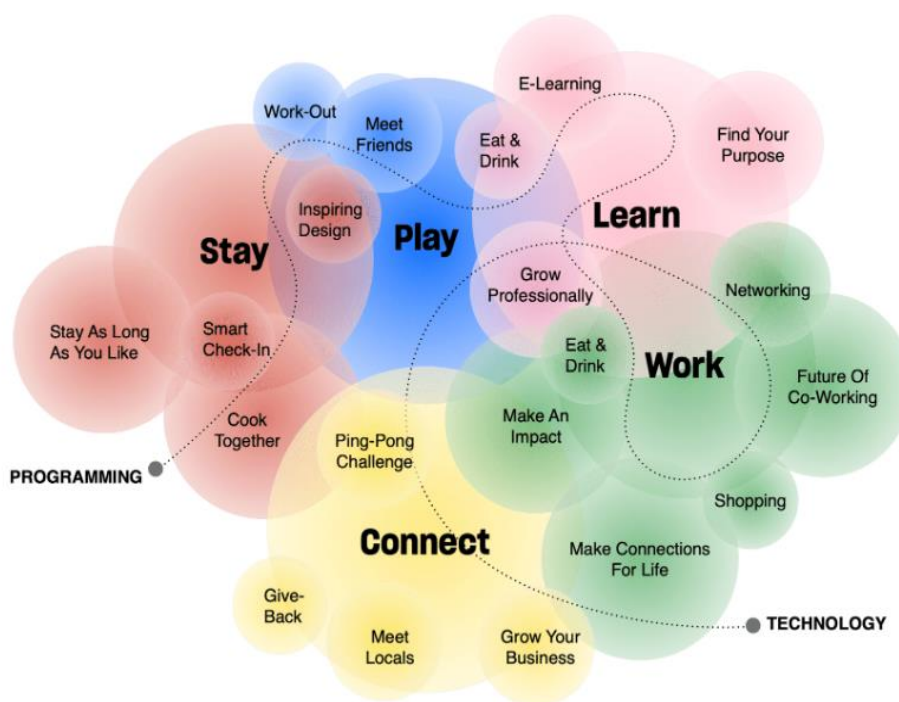 E-Learning
Work-Out
Meet
Friends
Eat &
Drink
Find Your
Purpose
Inspiring
Design
Learn
Play
Stay
Grow
Professionally
Networking
Stay As Long
As You Like
Smart
Check-In
Eat &
Drink
Work
Future Of
Co-Working
Cook
Together
Make An
Impact
Ping-Pong
Challenge
PROGRAMMING
Shopping
Connect
Make Connections
For Life
Give-
Back
TECHNOLOGY
Meet
Locals
Grow Your
Business